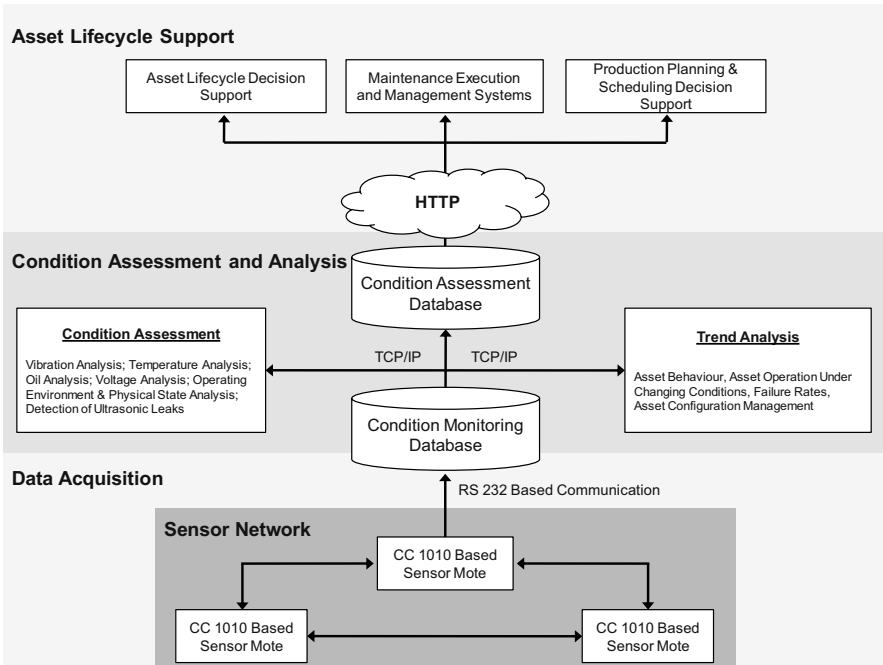 Asset Lifecycle Support
Asset Lifecycle Decision
Support
Maintenance Execution
and Management Systems
Production Planning &
Scheduling Decision
Support
HTTP
Condition Assessment and Analysis
Condition Assessment
Database
Condition Assessment
Vibration Analysis; Temperature Analysis;
Oil Analysis; Voltage Analysis; Operating
Environment & Physical State Analysis;
Detection of Ultrasonic Leaks
TCP/IP
TCP/IP
Trend Analysis
Asset Behaviour, Asset Operation Under
Changing Conditions, Failure Rates,
Asset Configuration Management
Condition Monitoring
Database
Data Acquisition
RS 232 Based Communication
Sensor Network
CC 1010 Based
Sensor Mote
CC 1010 Based
Sensor Mote
CC 1010 Based
Sensor Mote